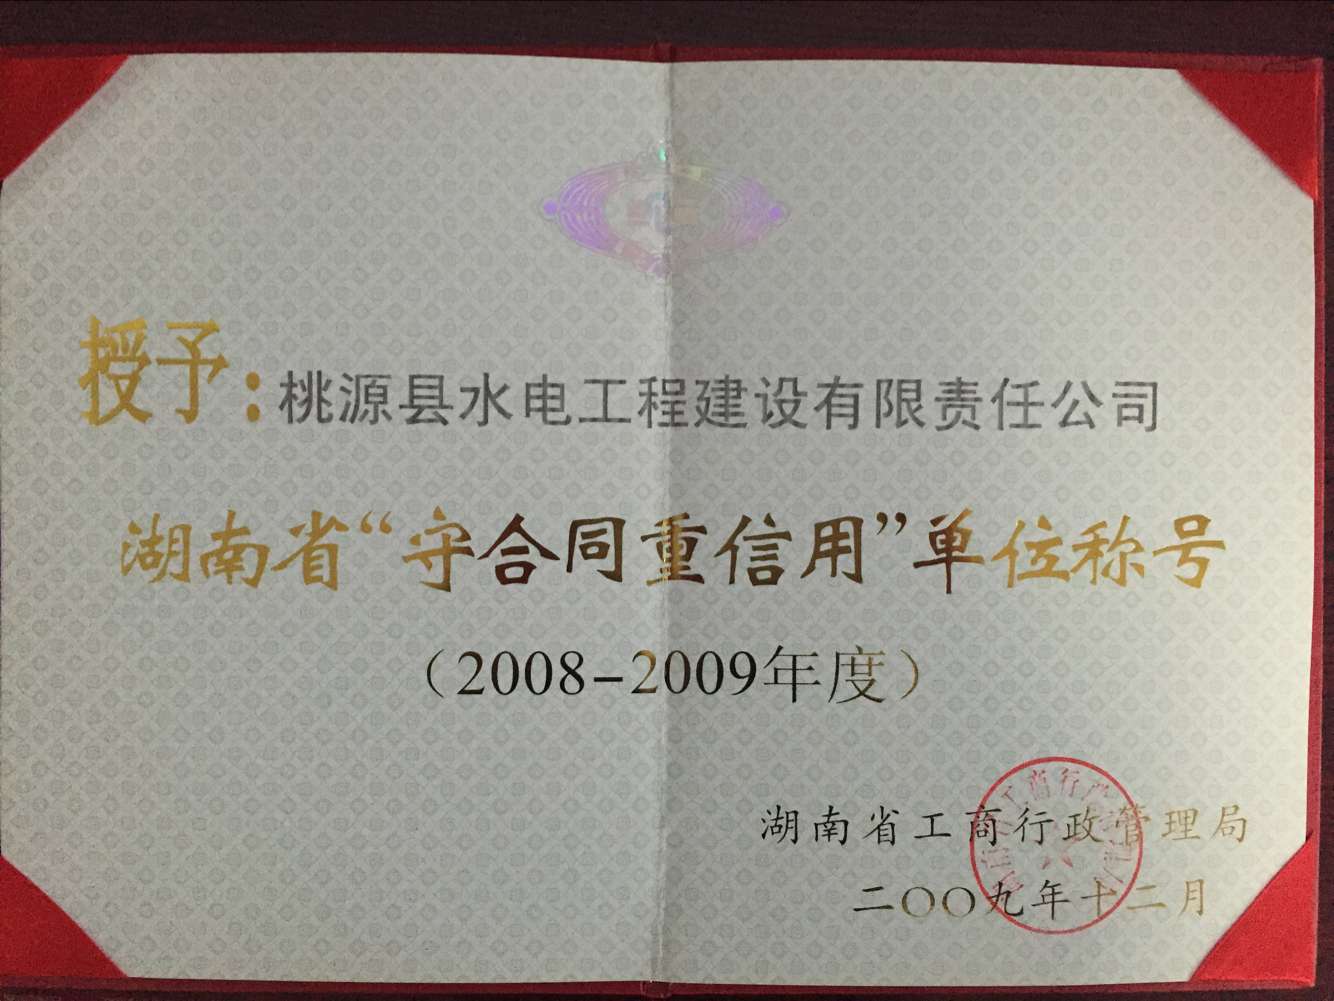 授予：桃源县水电工程建设有限责任公司
湖南省“守合同重信用”单位称号
（2008-2009年度）
湖南省工商行政管理局
二〇〇九年十二月